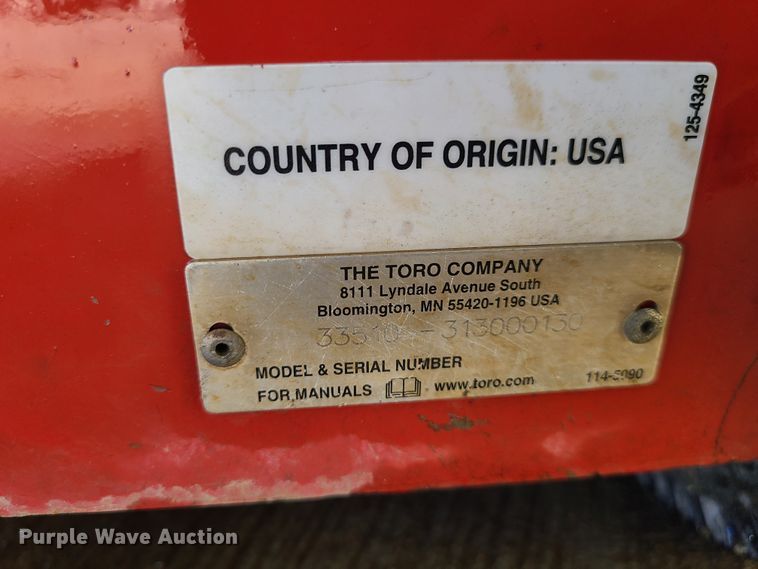 COUNTRY OF ORIGIN: USA
125-4349
THE TORO COMPANY
8111 Lyndale Avenue South
Bloomington, MN 55420-1196 USA
313000130
MODEL & SERIAL NUMBER
FOR MANUALS www.toro.com
Purple Wave Auction